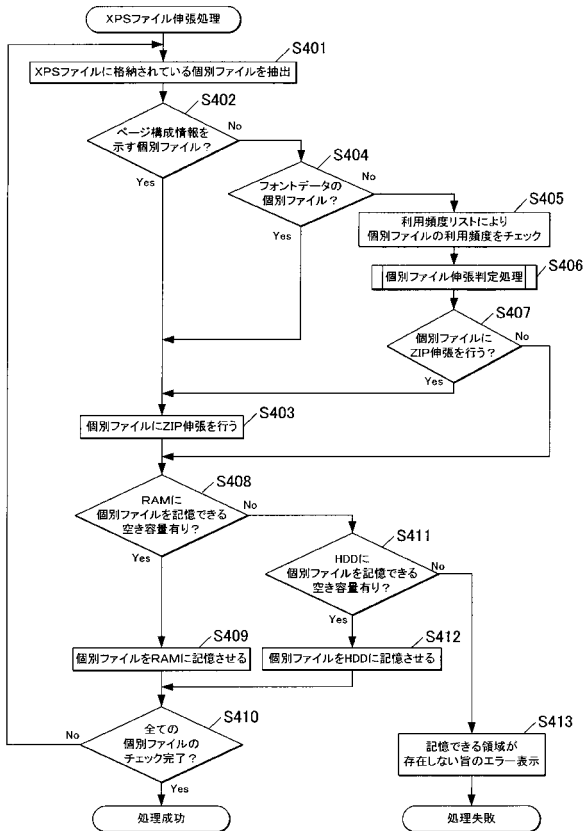 XPSファイル伸張処理
S401
XPSファイルに格納されている個別ファイルを抽出
S402
ページ構成情報を
示す個別ファイル？
No
Yes
S404
フォントデータの
個別ファイル？
No
Yes
S405
利用頻度リストにより
個別ファイルの利用頻度をチェック
S406
個別ファイル伸張判定処理
S407
個別ファイルに
ZIP伸張を行う？
No
Yes
S403
個別ファイルにZIP伸張を行う
S408
RAMに
個別ファイルを記憶できる
空き容量有り？
No
Yes
S411
HDDに
個別ファイルを記憶できる
空き容量有り？
No
Yes
S409
個別ファイルをRAMに記憶させる
S412
個別ファイルをHDDに記憶させる
S410
全ての
個別ファイルの
チェック完了？
No
Yes
S413
記憶できる領域が
存在しない旨のエラー表示
処理成功
処理失敗